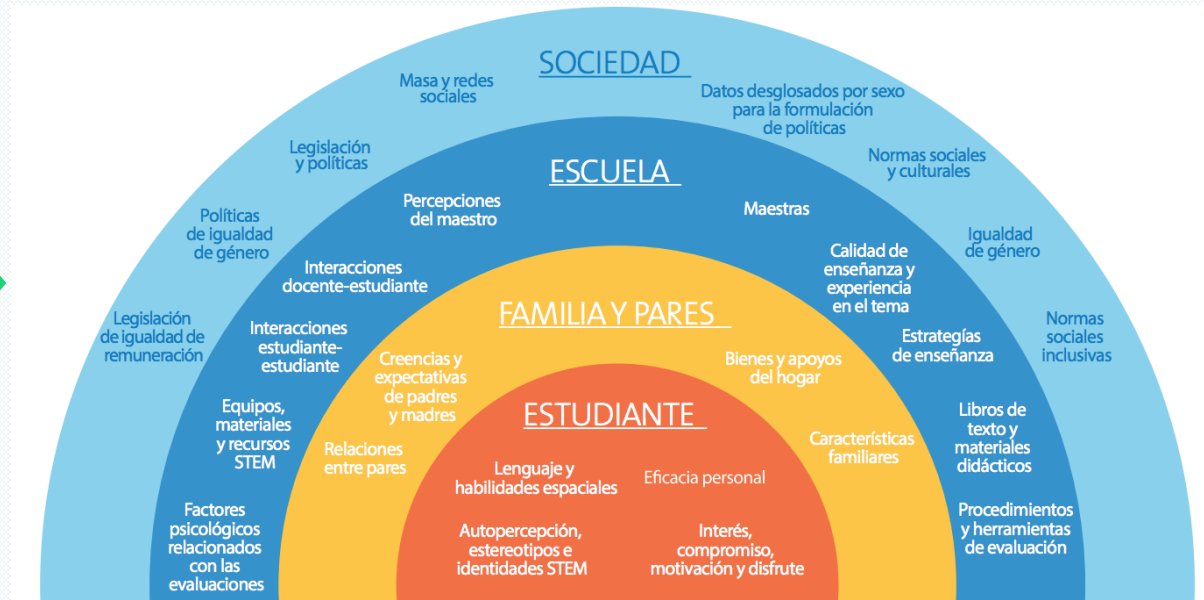 SOCIEDAD
Masa y redes
sociales
Datos desglosados por sexo
para la formulación
de políticas
Legislación
y políticas
Normas sociales
y culturales
Políticas
de igualdad
de género
Igualdad
de género
Legislación
de igualdad de
remuneración
Normas
sociales
inclusivas
ESCUELA
Percepciones
del maestro
Maestras
Interacciones
docente-estudiante
Calidad de
enseñanza y
experiencia
en el tema
Interacciones
estudiante-
estudiante
Estrategías
de enseñanza
Equipos,
materiales
y recursos
STEM
Libros de
texto y
materiales
didácticos
Factores
psicológicos
relacionados
con las
evaluaciones
Procedimientos
y herramientas
de evaluación
FAMILIA Y PARES
Creencias y
expectativas
de padres
y madres
Bienes y apoyos
del hogar
Relaciones
entre pares
Características
familiares
ESTUDIANTE
Lenguaje y
habilidades espaciales
Eficacia personal
Autopercepción,
estereotipos e
identidades STEM
Interés,
compromiso,
motivación y disfrute